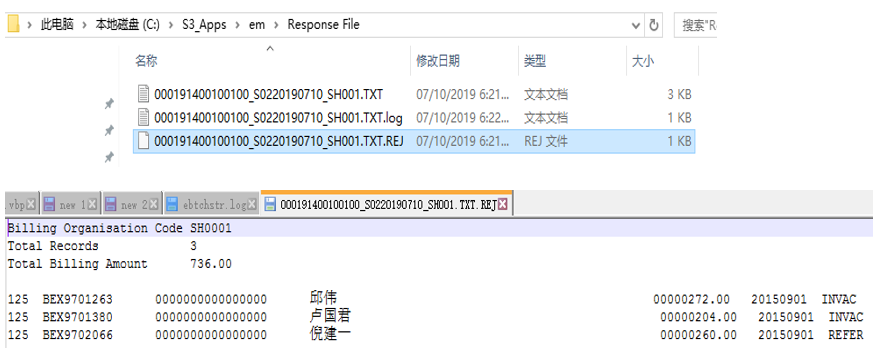 此电脑 > 本地磁盘 (C:) > S3_Apps > em > Response File 搜索"Re
名称 修改日期 类型 大小
000191400100100_S0220190710_SH001.TXT 07/10/2019 6:21... 文本文档 3 KB
000191400100100_S0220190710_SH001.TXT.log 07/10/2019 6:22... 文本文档 1 KB
000191400100100_S0220190710_SH001.TXT.REJ 07/10/2019 6:21... REJ 文件 1 KB
.vbp new 1 new 2 ebtchstr.log 000191400100100_S0220190710_SH001.TXT.REJ
Billing Organisation Code SH0001
Total Records 3
Total Billing Amount 736.00
125 BEX9701263 0000000000000000 邱伟 00000272.00 20150901 INVAC
125 BEX9701380 0000000000000000 卢国君 00000204.00 20150901 INVAC
125 BEX9702066 0000000000000000 倪建一 00000260.00 20150901 REFER